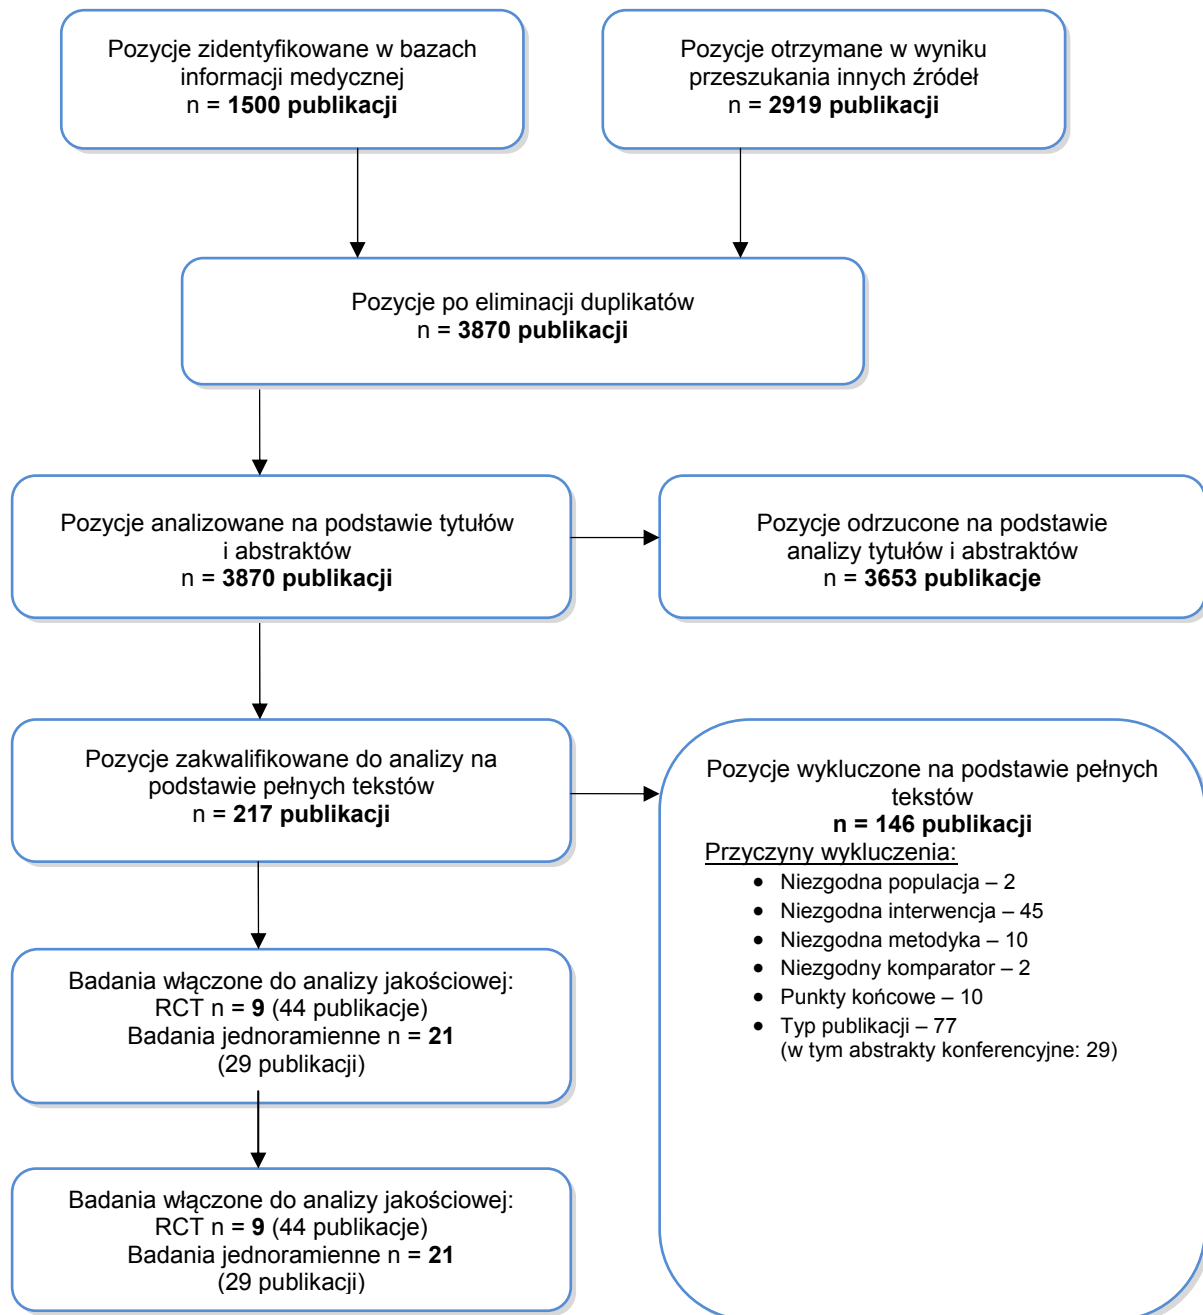 Pozycje zidentyfikowane w bazach
informacji medycznej
n = 1500 publikacji
Pozycje otrzymane w wyniku
przeszukania innych źródeł
n = 2919 publikacji
Pozycje po eliminacji duplikatów
n = 3870 publikacji
Pozycje analizowane na podstawie tytułów
i abstraktów
n = 3870 publikacji
Pozycje odrzucone na podstawie
analizy tytułów i abstraktów
n = 3653 publikacje
Pozycje zakwalifikowane do analizy na
podstawie pełnych tekstów
n = 217 publikacji
Pozycje wykluczone na podstawie pełnych
tekstów
n = 146 publikacji
Przyczyny wykluczenia:
• Niezgodna populacja – 2
• Niezgodna interwencja – 45
• Niezgodna metodyka – 10
• Niezgodny komparator – 2
• Punkty końcowe – 10
• Typ publikacji – 77
(w tym abstrakty konferencyjne: 29)
Badania włączone do analizy jakościowej:
RCT n = 9 (44 publikacje)
Badania jednoramienne n = 21
(29 publikacji)
Badania włączone do analizy jakościowej:
RCT n = 9 (44 publikacje)
Badania jednoramienne n = 21
(29 publikacji)